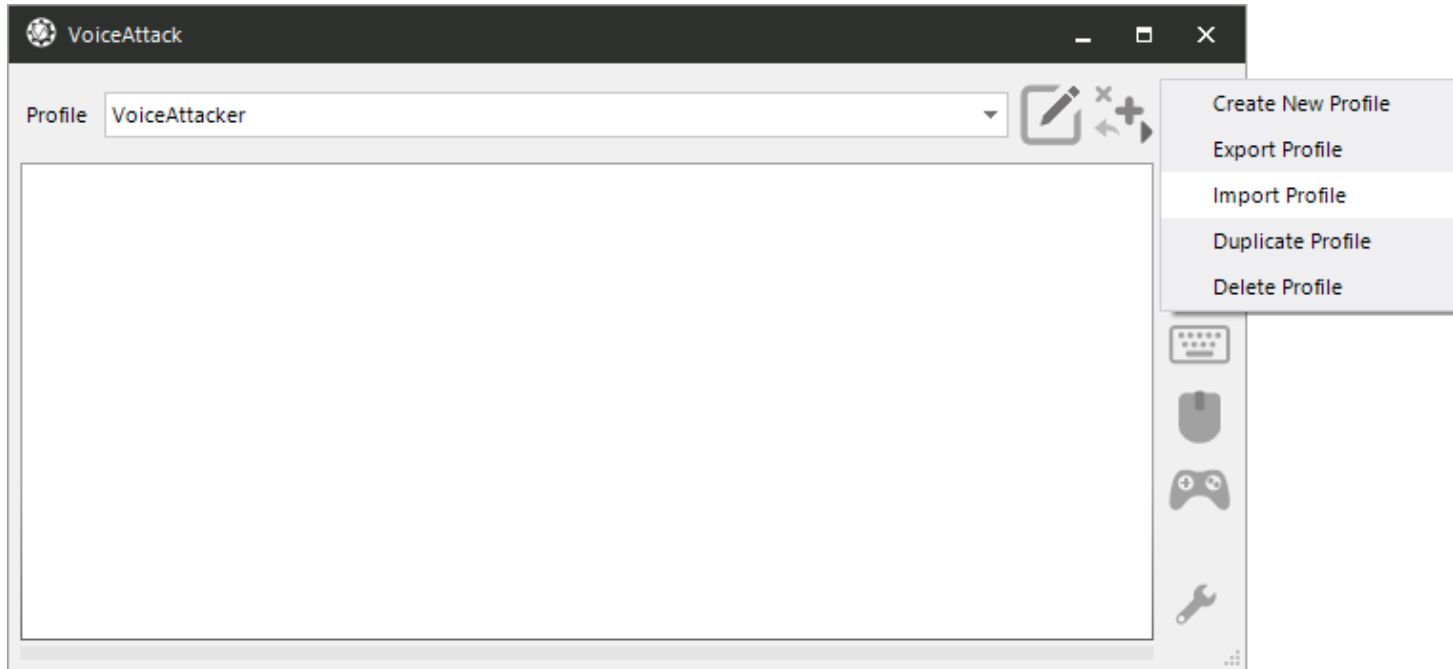 VoiceAttack
Profile VoiceAttacker
Create New Profile
Export Profile
Import Profile
Duplicate Profile
Delete Profile